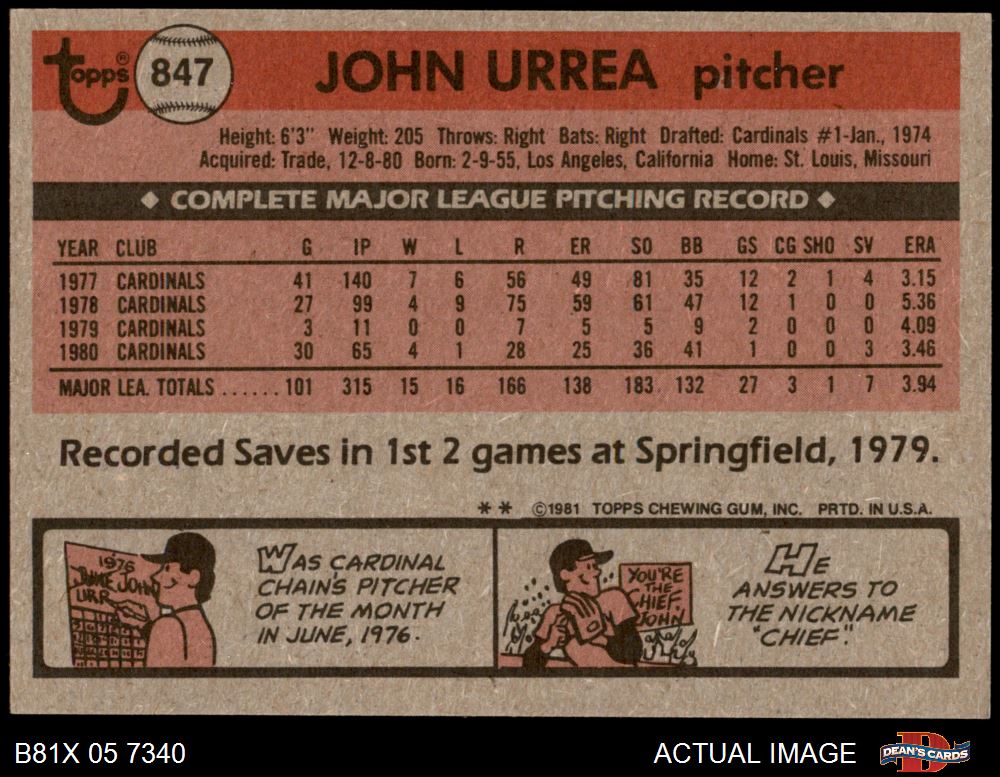 Topps® 847 JOHN URREA pitcher
Height: 6'3" Weight: 205 Throws: Right Bats: Right Drafted: Cardinals #1-Jan., 1974
Acquired: Trade, 12-8-80 Born: 2-9-55, Los Angeles, California Home: St. Louis, Missouri
◆ COMPLETE MAJOR LEAGUE PITCHING RECORD ◆
YEAR CLUB G IP W L R ER SO BB GS CG SHO SV ERA
1977 CARDINALS 41 140 7 6 56 49 81 35 12 2 1 4 3.15
1978 CARDINALS 27 99 4 9 75 59 61 47 12 1 0 0 5.36
1979 CARDINALS 3 11 0 0 7 5 5 9 2 0 0 0 4.09
1980 CARDINALS 30 65 4 1 28 25 36 41 1 0 0 3 3.46
MAJOR LEA. TOTALS ...... 101 315 15 16 166 138 183 132 27 3 1 7 3.94
Recorded Saves in 1st 2 games at Springfield, 1979.
** ©1981 TOPPS CHEWING GUM, INC. PRTD. IN U.S.A.
1976
JUNE JOHN
URR
WAS CARDINAL
CHAIN'S PITCHER
OF THE MONTH
IN JUNE, 1976.
YOU'RE
THE
CHIEF,
JOHN
HE
ANSWERS TO
THE NICKNAME
"CHIEF."
B81X 05 7340 ACTUAL IMAGE DEAN'S CARDS